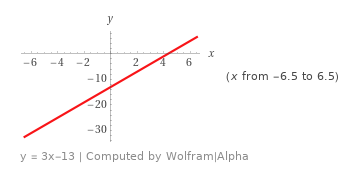 y
x
−6 −4 −2 2 4 6
−10
−20
−30
(x from −6.5 to 6.5)
y = 3x−13 | Computed by Wolfram|Alpha